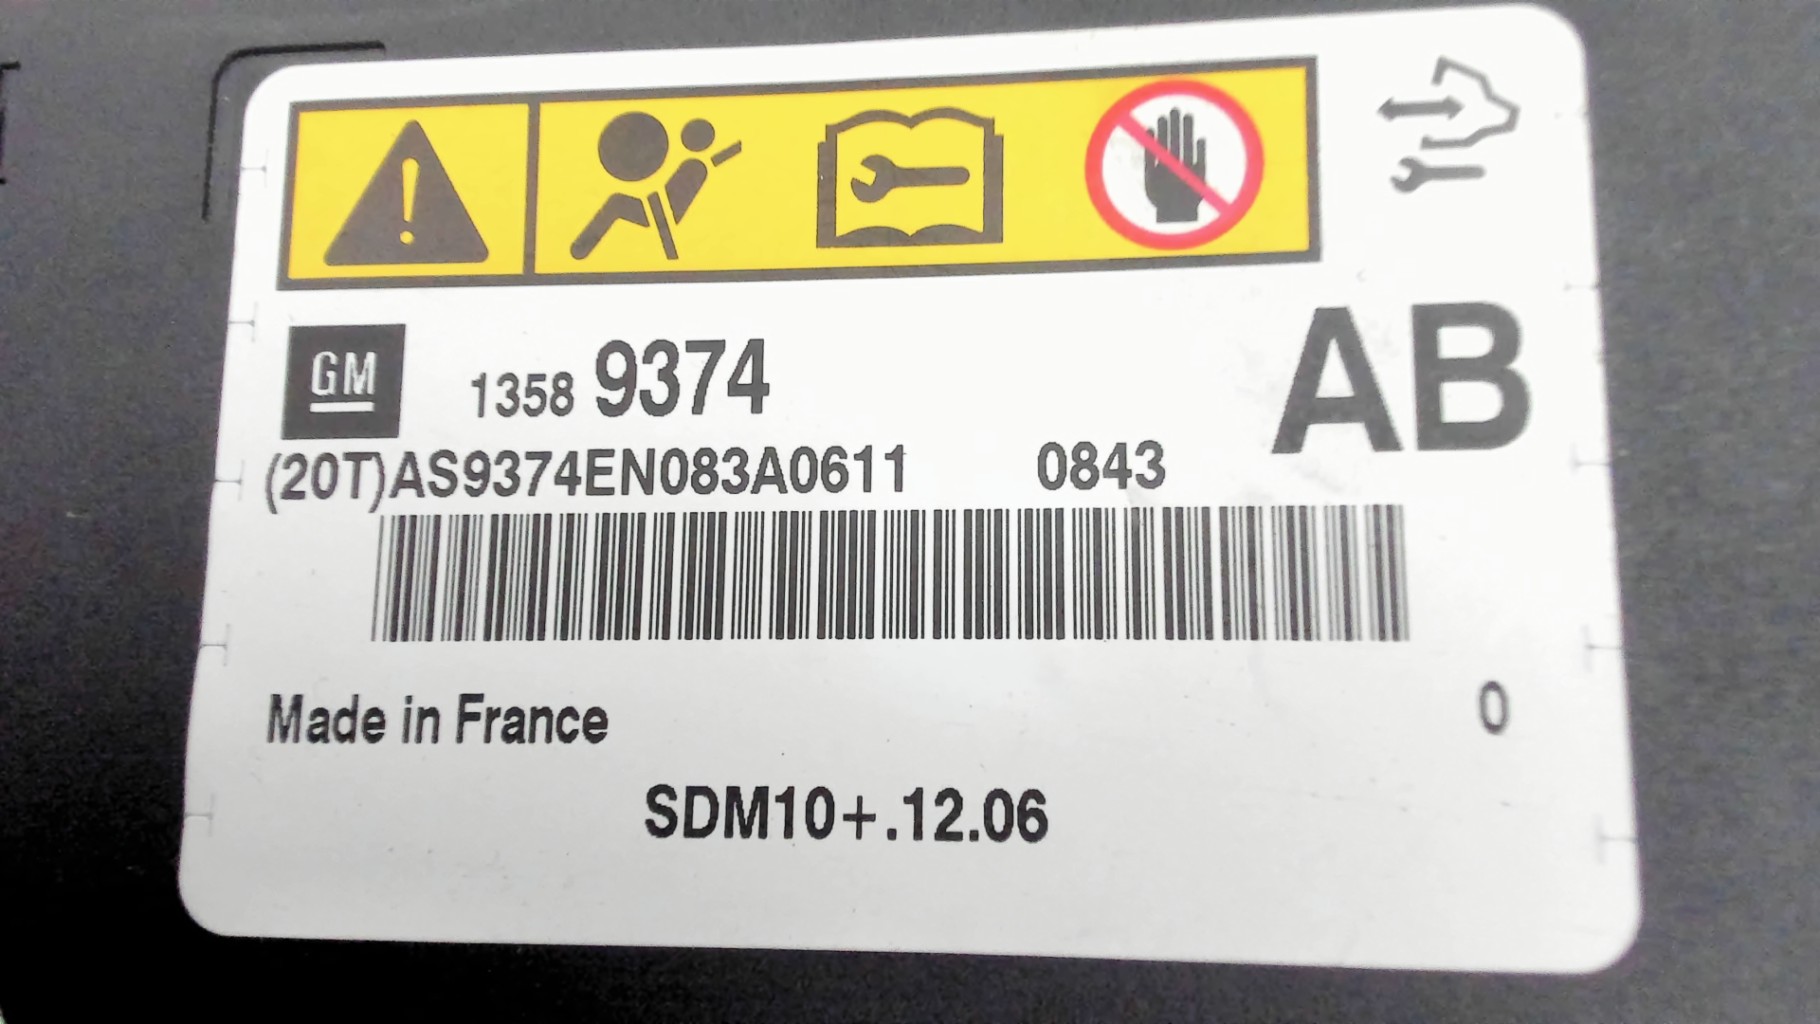 GM 1358 9374 AB
(20T)AS9374EN083A0611 0843
Made in France 0
SDM10+.12.06